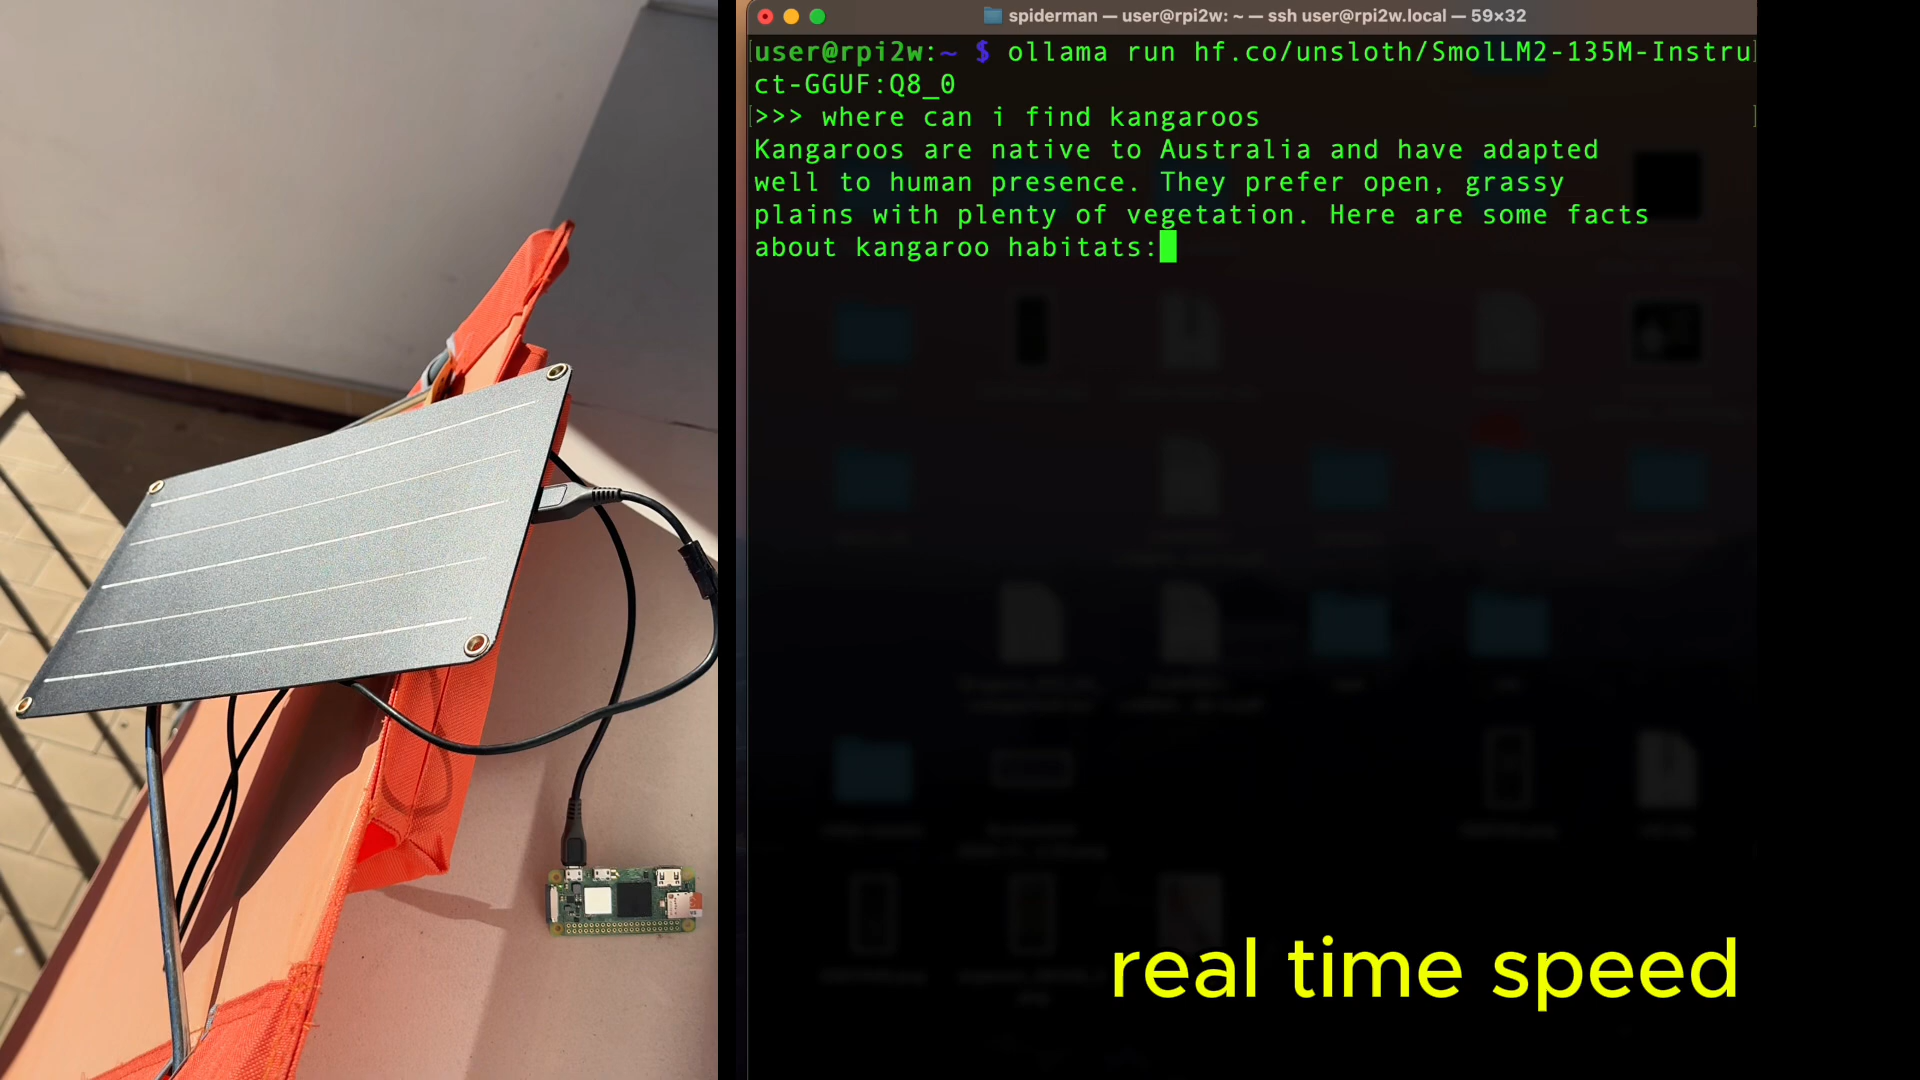 spiderman — user@rpi2w: ~ — ssh user@rpi2w.local — 59×32
user@rpi2w:~ $ ollama run hf.co/unsloth/SmolLM2-135M-Instru
ct-GGUF:Q8_0
>>> where can i find kangaroos
Kangaroos are native to Australia and have adapted
well to human presence. They prefer open, grassy
plains with plenty of vegetation. Here are some facts
about kangaroo habitats:
real time speed